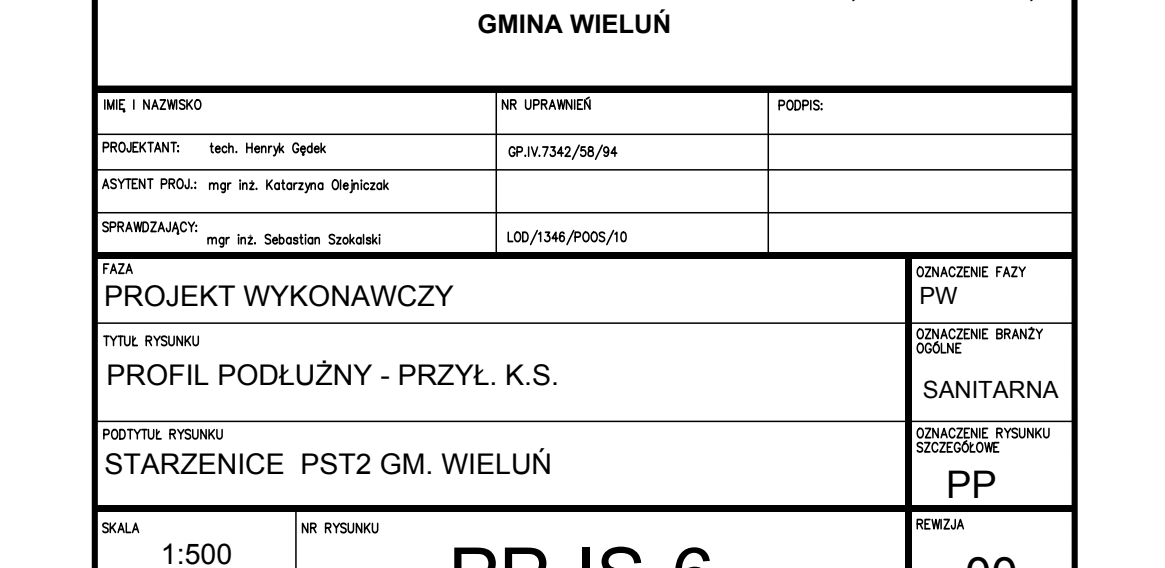 GMINA WIELUŃ
IMIĘ I NAZWISKO NR UPRAWNIEŃ PODPIS:
PROJEKTANT: tech. Henryk Gędek GP.IV.7342/58/94
ASYTENT PROJ.: mgr inż. Katarzyna Olejniczak
SPRAWDZAJĄCY: mgr inż. Sebastian Szokalski LOD/1346/POOS/10
FAZA
PROJEKT WYKONAWCZY
OZNACZENIE FAZY
PW
TYTUŁ RYSUNKU
PROFIL PODŁUŻNY - PRZYŁ. K.S.
OZNACZENIE BRANŻY
OGÓLNE
SANITARNA
PODTYTUŁ RYSUNKU
STARZENICE PST2 GM. WIELUŃ
OZNACZENIE RYSUNKU
SZCZEGÓŁOWE
PP
SKALA
1:500
NR RYSUNKU
REWIZJA